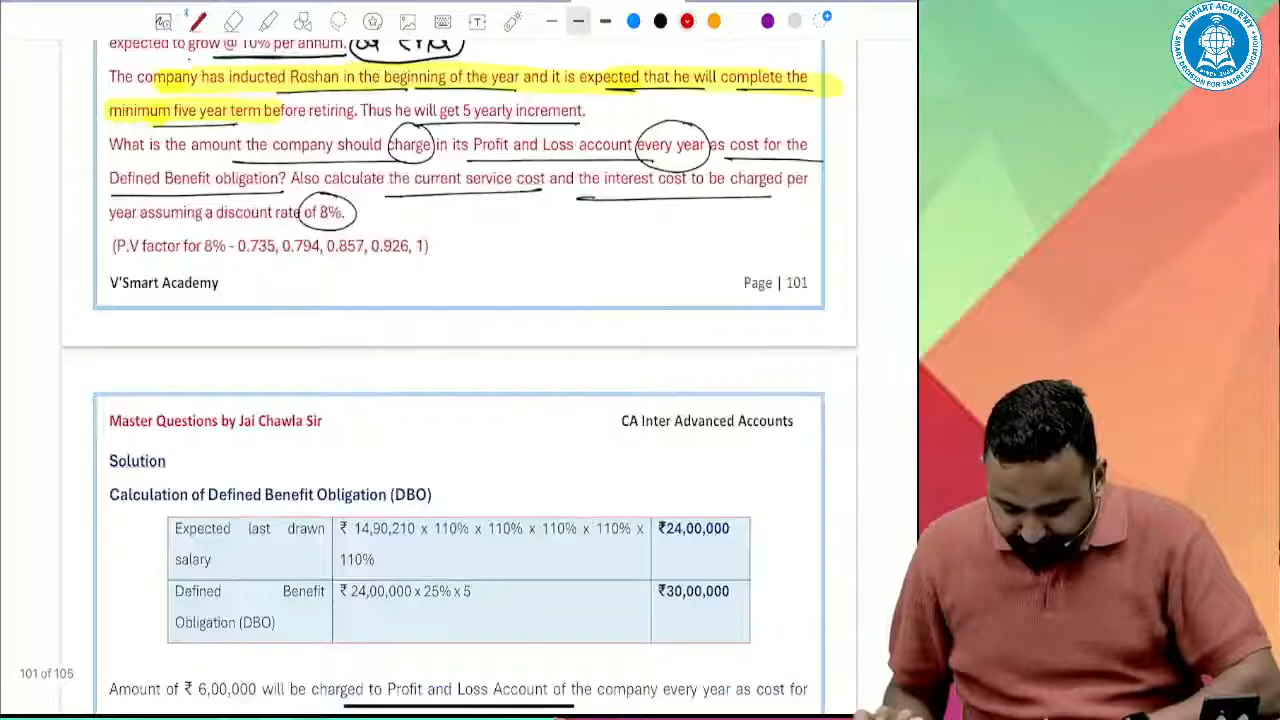 V'SMART ACADEMY
SMART DECISION FOR SMART EDUCATION
expected to grow @ 10% per annum.
The company has inducted Roshan in the beginning of the year and it is expected that he will complete the
minimum five year term before retiring. Thus he will get 5 yearly increment.
What is the amount the company should charge in its Profit and Loss account every year as cost for the
Defined Benefit obligation? Also calculate the current service cost and the interest cost to be charged per
year assuming a discount rate of 8%.
(P.V factor for 8% - 0.735, 0.794, 0.857, 0.926, 1)
V'Smart Academy Page | 101
Master Questions by Jai Chawla Sir CA Inter Advanced Accounts
Solution
Calculation of Defined Benefit Obligation (DBO)
Expected last drawn ₹ 14,90,210 x 110% x 110% x 110% x 110% x ₹24,00,000
salary 110%
Defined Benefit ₹ 24,00,000 x 25% x 5 ₹30,00,000
Obligation (DBO)
101 of 105
Amount of ₹ 6,00,000 will be charged to Profit and Loss Account of the company every year as cost for